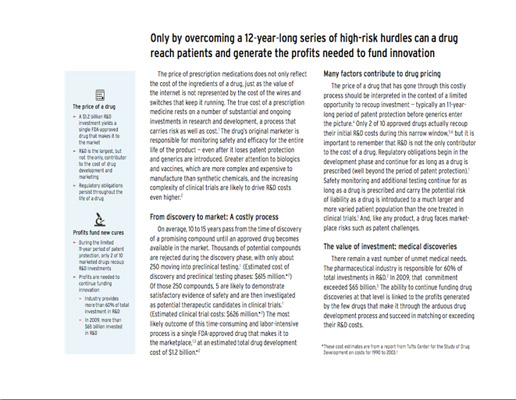 Only by overcoming a 12-year-long series of high-risk hurdles can a drug
reach patients and generate the profits needed to fund innovation
The price of a drug
A $1.2 billion R&D
investment yields a
single FDA-approved
drug that makes it to
the market
R&D is the largest, but
not the only, contributor
to the cost of drug
development and
marketing
Regulatory obligations
persist throughout the
life of a drug
Profits fund new cures
During the limited
11-year period of patent
protection, only 2 of 10
marketed drugs recoup
R&D investments
Profits are needed to
continue funding
innovation
Industry provides
more than 60% of total
investment in R&D
In 2009, more than
$65 billion invested
in R&D
The price of prescription medications does not only reflect
the cost of the ingredients of a drug, just as the value of
the internet is not represented by the cost of the wires and
switches that keep it running. The true cost of a prescription
medicine rests on a number of substantial and ongoing
investments in research and development, a process that
carries risk as well as cost. The drug's original marketer is
responsible for monitoring safety and efficacy for the entire
life of the product – even after it loses patent protection
and generics are introduced. Greater attention to biologics
and vaccines, which are more complex and expensive to
manufacture than synthetic chemicals, and the increasing
complexity of clinical trials are likely to drive R&D costs
even higher.
From discovery to market: A costly process
On average, 10 to 15 years pass from the time of discovery
of a promising compound until an approved drug becomes
available in the market. Thousands of potential compounds
are rejected during the discovery phase, with only about
250 moving into preclinical testing. (Estimated cost of
discovery and preclinical testing phases: $615 million.*)
Of those 250 compounds, 5 are likely to demonstrate
satisfactory evidence of safety and are then investigated
as potential therapeutic candidates in clinical trials.
(Estimated clinical trial costs: $626 million.*) The most
likely outcome of this time-consuming and labor-intensive
process is a single FDA-approved drug that makes it to
the marketplace, at an estimated total drug development
cost of $1.2 billion.*
Many factors contribute to drug pricing
The price of a drug that has gone through this costly
process should be interpreted in the context of a limited
opportunity to recoup investment – typically an 11-year-
long period of patent protection before generics enter
the picture. Only 2 of 10 approved drugs actually recoup
their initial R&D costs during this narrow window, but it is
important to remember that R&D is not the only contributor
to the cost of a drug. Regulatory obligations begin in the
development phase and continue for as long as a drug is
prescribed (well beyond the period of patent protection).
Safety monitoring and additional testing continue for as
long as a drug is prescribed and carry the potential risk
of liability as a drug is introduced to a much larger and
more varied patient population than the one treated in
clinical trials. And, like any product, a drug faces market-
place risks such as patent challenges.
The value of investment: medical discoveries
There remain a vast number of unmet medical needs.
The pharmaceutical industry is responsible for 60% of
total investments in R&D. In 2009, that commitment
exceeded $65 billion. The ability to continue funding drug
discoveries at that level is linked to the profits generated
by the few drugs that make it through the arduous drug
development process and succeed in matching or exceeding
their R&D costs.
*These cost estimates are from a report from Tufts Center for the Study of Drug
Development on costs for 1990 to 2003.